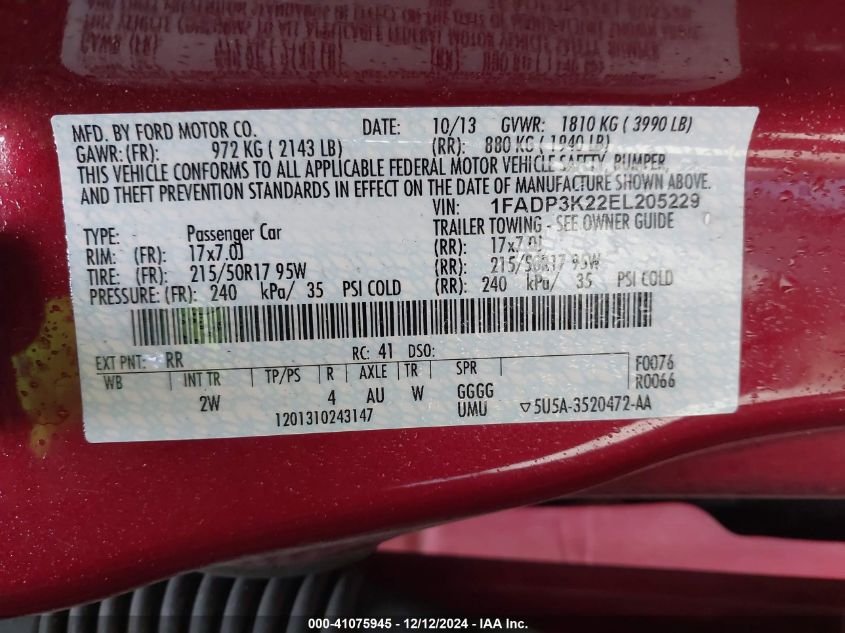 MFD. BY FORD MOTOR CO. DATE: 10/13 GVWR: 1810 KG ( 3990 LB)
GAWR: (FR): 972 KG ( 2143 LB) (RR): 880 KG ( 1940 LB)
THIS VEHICLE CONFORMS TO ALL APPLICABLE FEDERAL MOTOR VEHICLE SAFETY, BUMPER,
AND THEFT PREVENTION STANDARDS IN EFFECT ON THE DATE OF MANUFACTURE SHOWN ABOVE.
VIN: 1FADP3K22EL205229
TYPE: Passenger Car TRAILER TOWING - SEE OWNER GUIDE
RIM: (FR): 17x7.0J (RR): 17x7.0J
TIRE: (FR): 215/50R17 95W (RR): 215/50R17 95W
PRESSURE: (FR): 240 kPa/ 35 PSI COLD (RR): 240 kPa/ 35 PSI COLD
EXT PNT: RR RC: 41 DSO: F0076
WB INT TR TP/PS R AXLE TR SPR R0066
2W 4 AU W GGGG
1201310243147 UMU ▽5U5A-3520472-AA
000-41075945 - 12/12/2024 - IAA Inc.